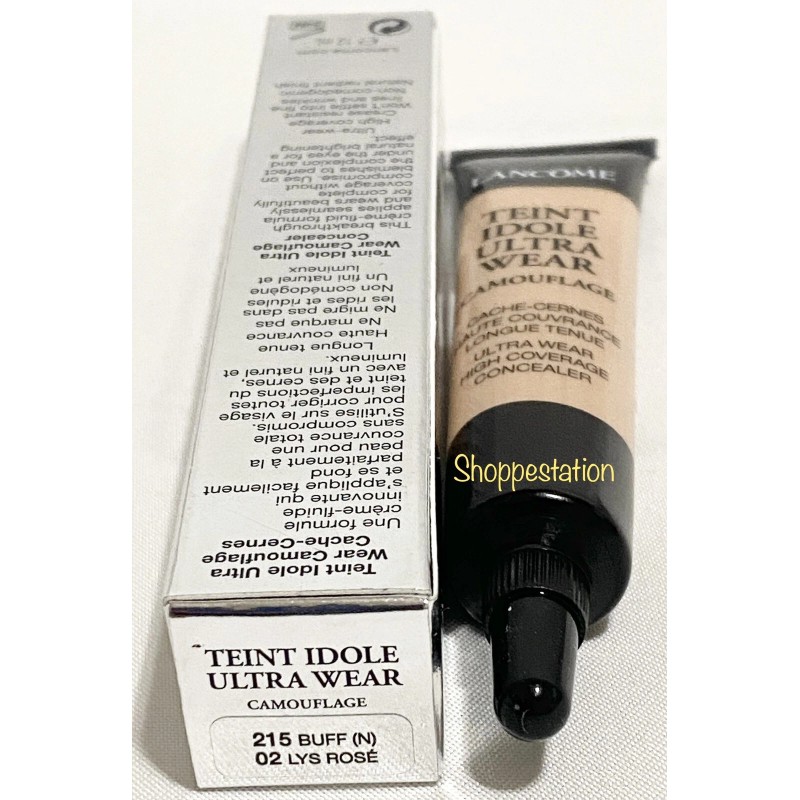 Teint Idole Ultra
Wear Camouflage
Cache-Cernes
Une formule
crème-fluide
innovante qui
s'applique facilement
et se fond
parfaitement à la
peau pour une
couvrance totale
sans compromis.
S'utilise sur le visage
pour corriger toutes
les imperfections du
teint et des cernes,
avec un fini naturel et
lumineux.
Longue tenue
Haute couvrance
Ne marque pas
Ne migre pas dans
les rides et ridules
Non comédogène
Un fini naturel et
lumineux
Teint Idole Ultra
Wear Camouflage
Concealer
This breakthrough
crème-fluid formula
applies seamlessly
and wears beautifully
for complete
coverage without
compromise. Use on
blemishes to perfect
the complexion and
under the eyes for a
natural brightening
effect.
Ultra-wear
High coverage
Crease resistant
Won't settle into fine
lines and wrinkles
Non-comedogenic
Natural radiant finish
Lancome.com
12 mL
TEINT IDOLE
ULTRA WEAR
CAMOUFLAGE
215 BUFF (N)
02 LYS ROSÉ
LANCOME
TEINT
IDOLE
ULTRA
WEAR
CAMOUFLAGE
CACHE-CERNES
HAUTE COUVRANCE
LONGUE TENUE
ULTRA WEAR
HIGH COVERAGE
CONCEALER
Shoppestation